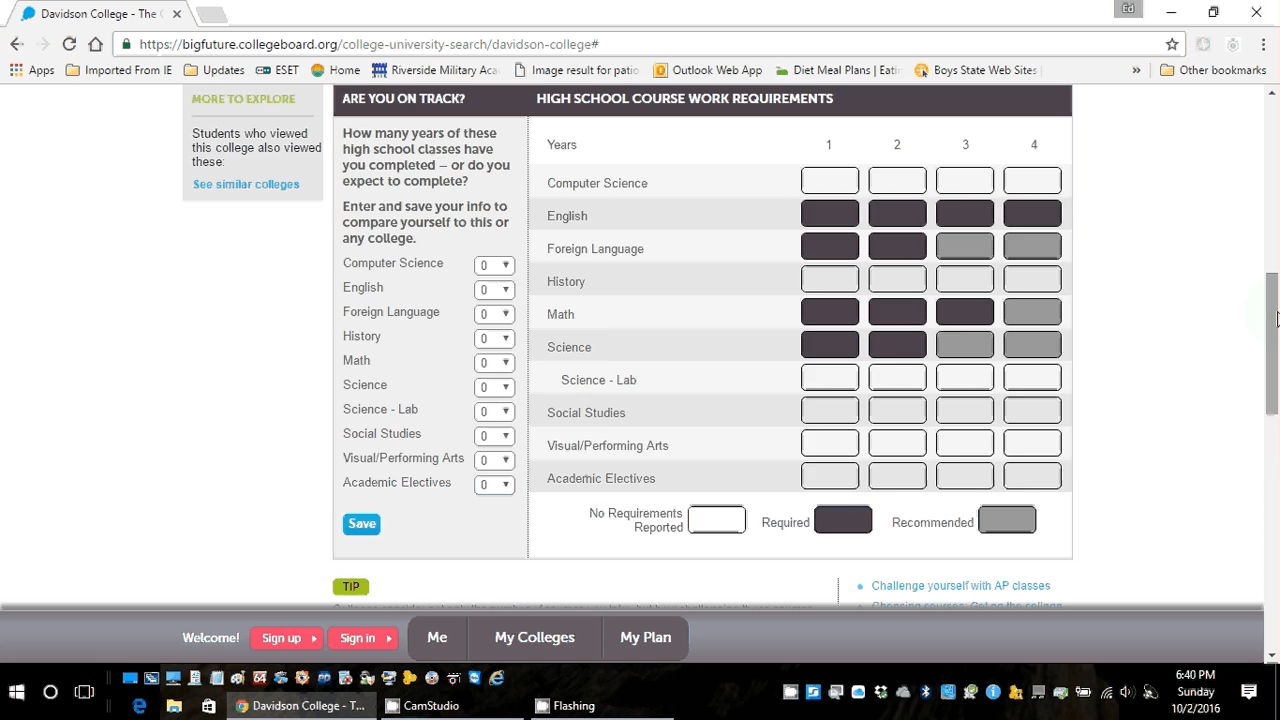 Davidson College - The C
Ed
https://bigfuture.collegeboard.org/college-university-search/davidson-college#
Apps Imported From IE Updates ESET Home Riverside Military Aca Image result for patio Outlook Web App Diet Meal Plans | Eati Boys State Web Sites » Other bookmarks
MORE TO EXPLORE
Students who viewed
this college also viewed
these:
See similar colleges
ARE YOU ON TRACK?
How many years of these
high school classes have
you completed – or do you
expect to complete?
Enter and save your info to
compare yourself to this or
any college.
Computer Science 0
English 0
Foreign Language 0
History 0
Math 0
Science 0
Science - Lab 0
Social Studies 0
Visual/Performing Arts 0
Academic Electives 0
Save
HIGH SCHOOL COURSE WORK REQUIREMENTS
Years 1 2 3 4
Computer Science
English
Foreign Language
History
Math
Science
Science - Lab
Social Studies
Visual/Performing Arts
Academic Electives
No Requirements
Reported
Required
Recommended
TIP
Challenge yourself with AP classes
Welcome! Sign up Sign in Me My Colleges My Plan
Davidson College - T... CamStudio Flashing
6:40 PM
Sunday
10/2/2016